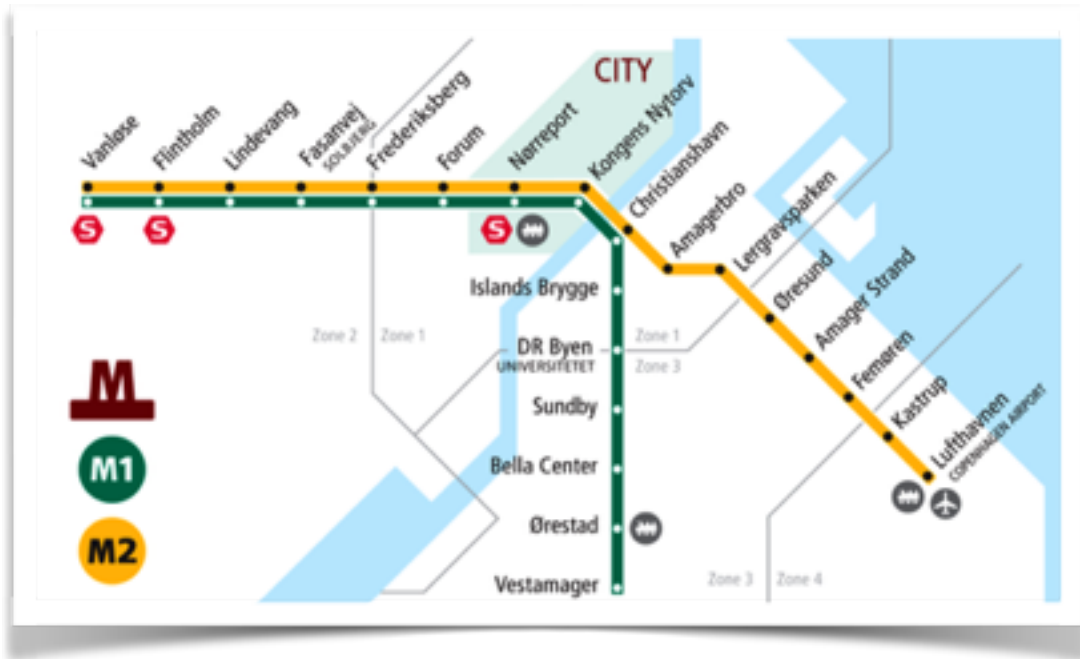 CITY
Vanløse
Flintholm
Lindevang
Fasanvej
SOLBJERG
Frederiksberg
Forum
Nørreport
Kongens Nytorv
Christianshavn
Amagerbro
Lergravsparken
Øresund
Amager Strand
Femøren
Kastrup
Lufthavnen
COPENHAGEN AIRPORT
S
S
S
Islands Brygge
Zone 2
Zone 1
DR Byen
UNIVERSITETET
Zone 1
Zone 3
Sundby
Bella Center
Ørestad
Vestamager
Zone 3
Zone 4
M
M1
M2